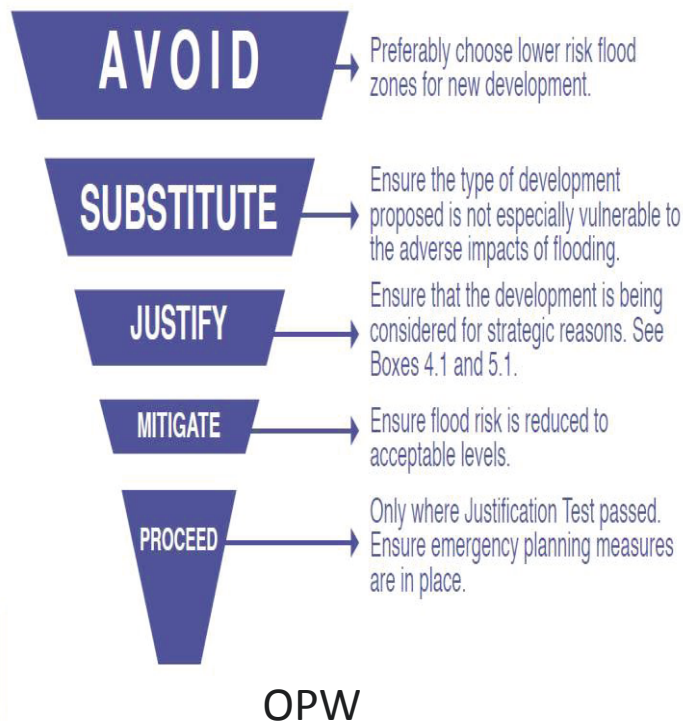 AVOID
Preferably choose lower risk flood
zones for new development.
SUBSTITUTE
Ensure the type of development
proposed is not especially vulnerable to
the adverse impacts of flooding.
JUSTIFY
Ensure that the development is being
considered for strategic reasons. See
Boxes 4.1 and 5.1.
MITIGATE
Ensure flood risk is reduced to
acceptable levels.
PROCEED
Only where Justification Test passed.
Ensure emergency planning measures
are in place.
OPW